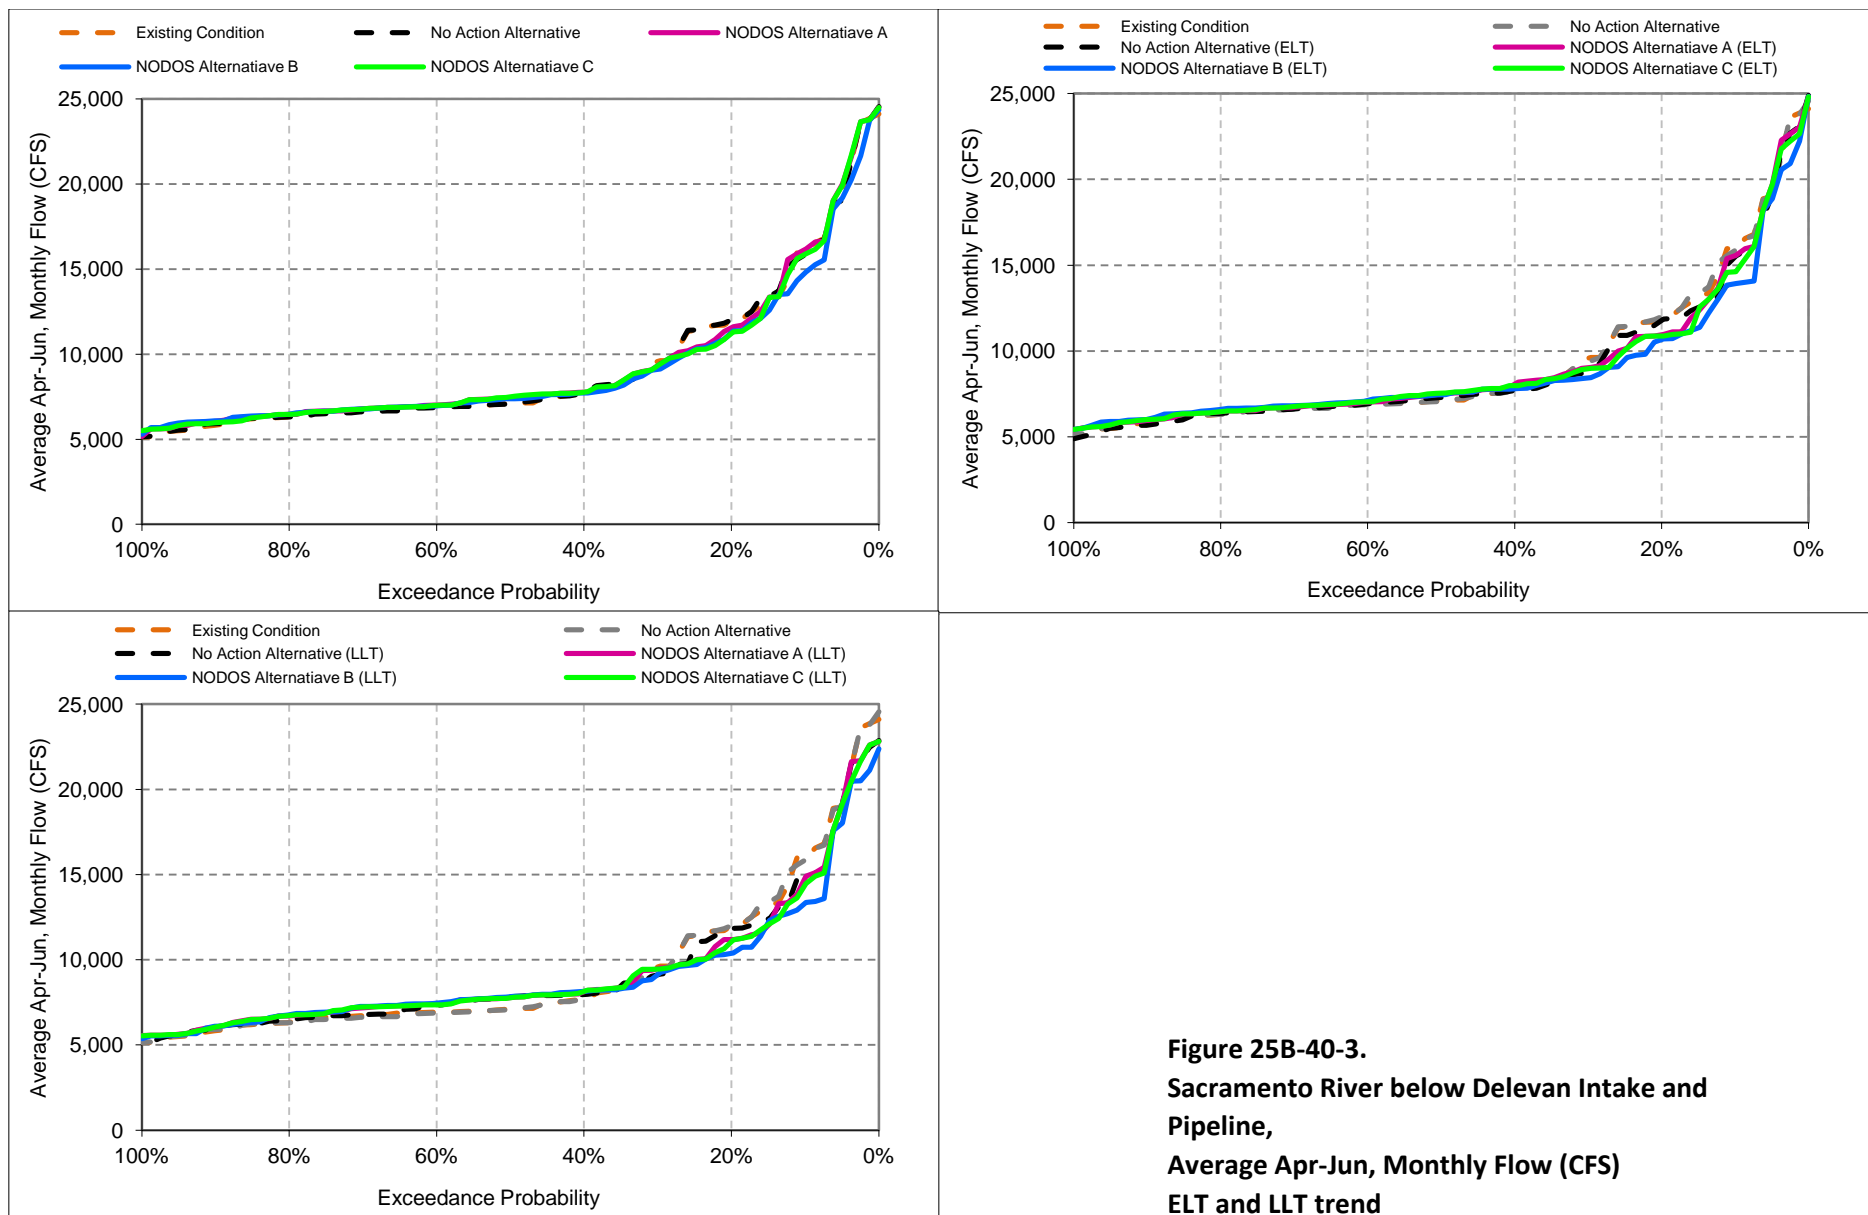 Existing Condition
No Action Alternative
NODOS Alternatiave A
NODOS Alternatiave B
NODOS Alternatiave C
Average Apr-Jun, Monthly Flow (CFS)
25,000
20,000
15,000
10,000
5,000
0
100%
80%
60%
40%
20%
0%
Exceedance Probability
Existing Condition
No Action Alternative
No Action Alternative (ELT)
NODOS Alternatiave A (ELT)
NODOS Alternatiave B (ELT)
NODOS Alternatiave C (ELT)
Average Apr-Jun, Monthly Flow (CFS)
25,000
20,000
15,000
10,000
5,000
0
100%
80%
60%
40%
20%
0%
Exceedance Probability
Existing Condition
No Action Alternative
No Action Alternative (LLT)
NODOS Alternatiave A (LLT)
NODOS Alternatiave B (LLT)
NODOS Alternatiave C (LLT)
Average Apr-Jun, Monthly Flow (CFS)
25,000
20,000
15,000
10,000
5,000
0
100%
80%
60%
40%
20%
0%
Exceedance Probability
Figure 25B-40-3.
Sacramento River below Delevan Intake and
Pipeline,
Average Apr-Jun, Monthly Flow (CFS)
ELT and LLT trend